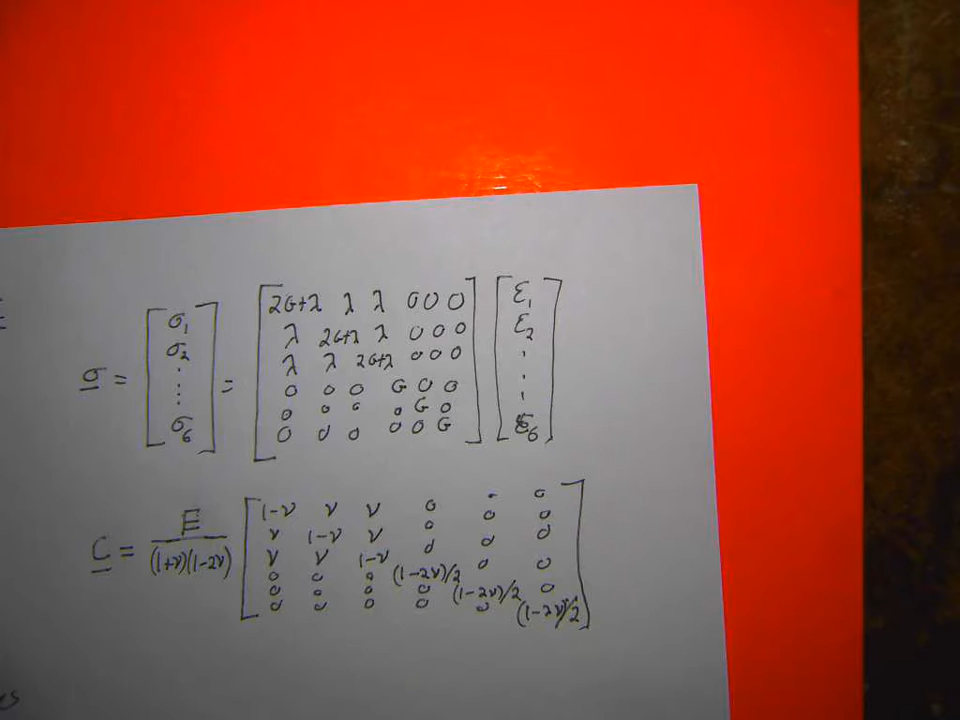 σ = [σ1 σ2 . . . . σ6] = [2G+λ λ λ 0 0 0
λ 2G+λ λ 0 0 0
λ λ 2G+λ 0 0 0
0 0 0 G 0 0
0 0 0 0 G 0
0 0 0 0 0 G] [ε1 ε2 . . . ε6]
C = E/((1+ν)(1-2ν)) [1-ν ν ν 0 0 0
ν 1-ν ν 0 0 0
ν ν 1-ν 0 0 0
0 0 0 (1-2ν)/2 0 0
0 0 0 0 (1-2ν)/2 0
0 0 0 0 0 (1-2ν)/2]